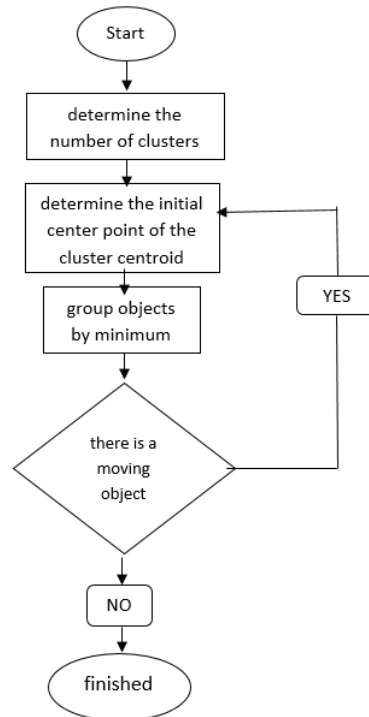 Start
determine the
number of clusters
determine the initial
center point of the
cluster centroid
YES
group objects
by minimum
there is a
moving
object
NO
finished